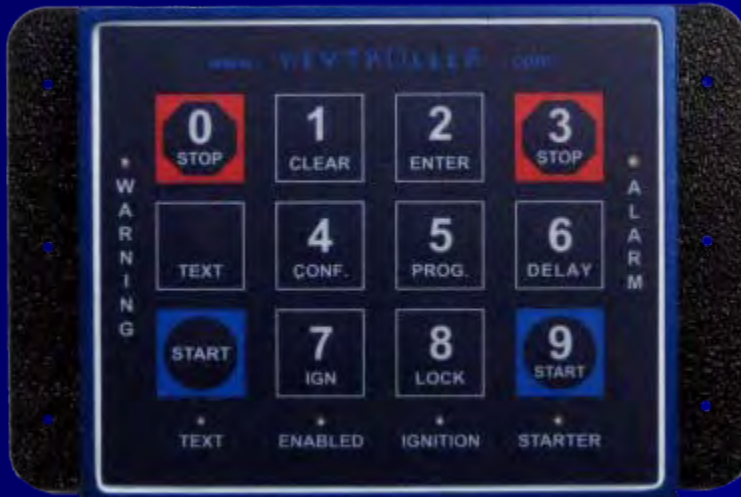 www. KEYTROLLER .com
0 1 2 3
STOP CLEAR ENTER STOP
WARNING
ALARM
4 5 6
TEXT CONF. PROG. DELAY
START
7 8 9
IGN LOCK START
TEXT ENABLED IGNITION STARTER